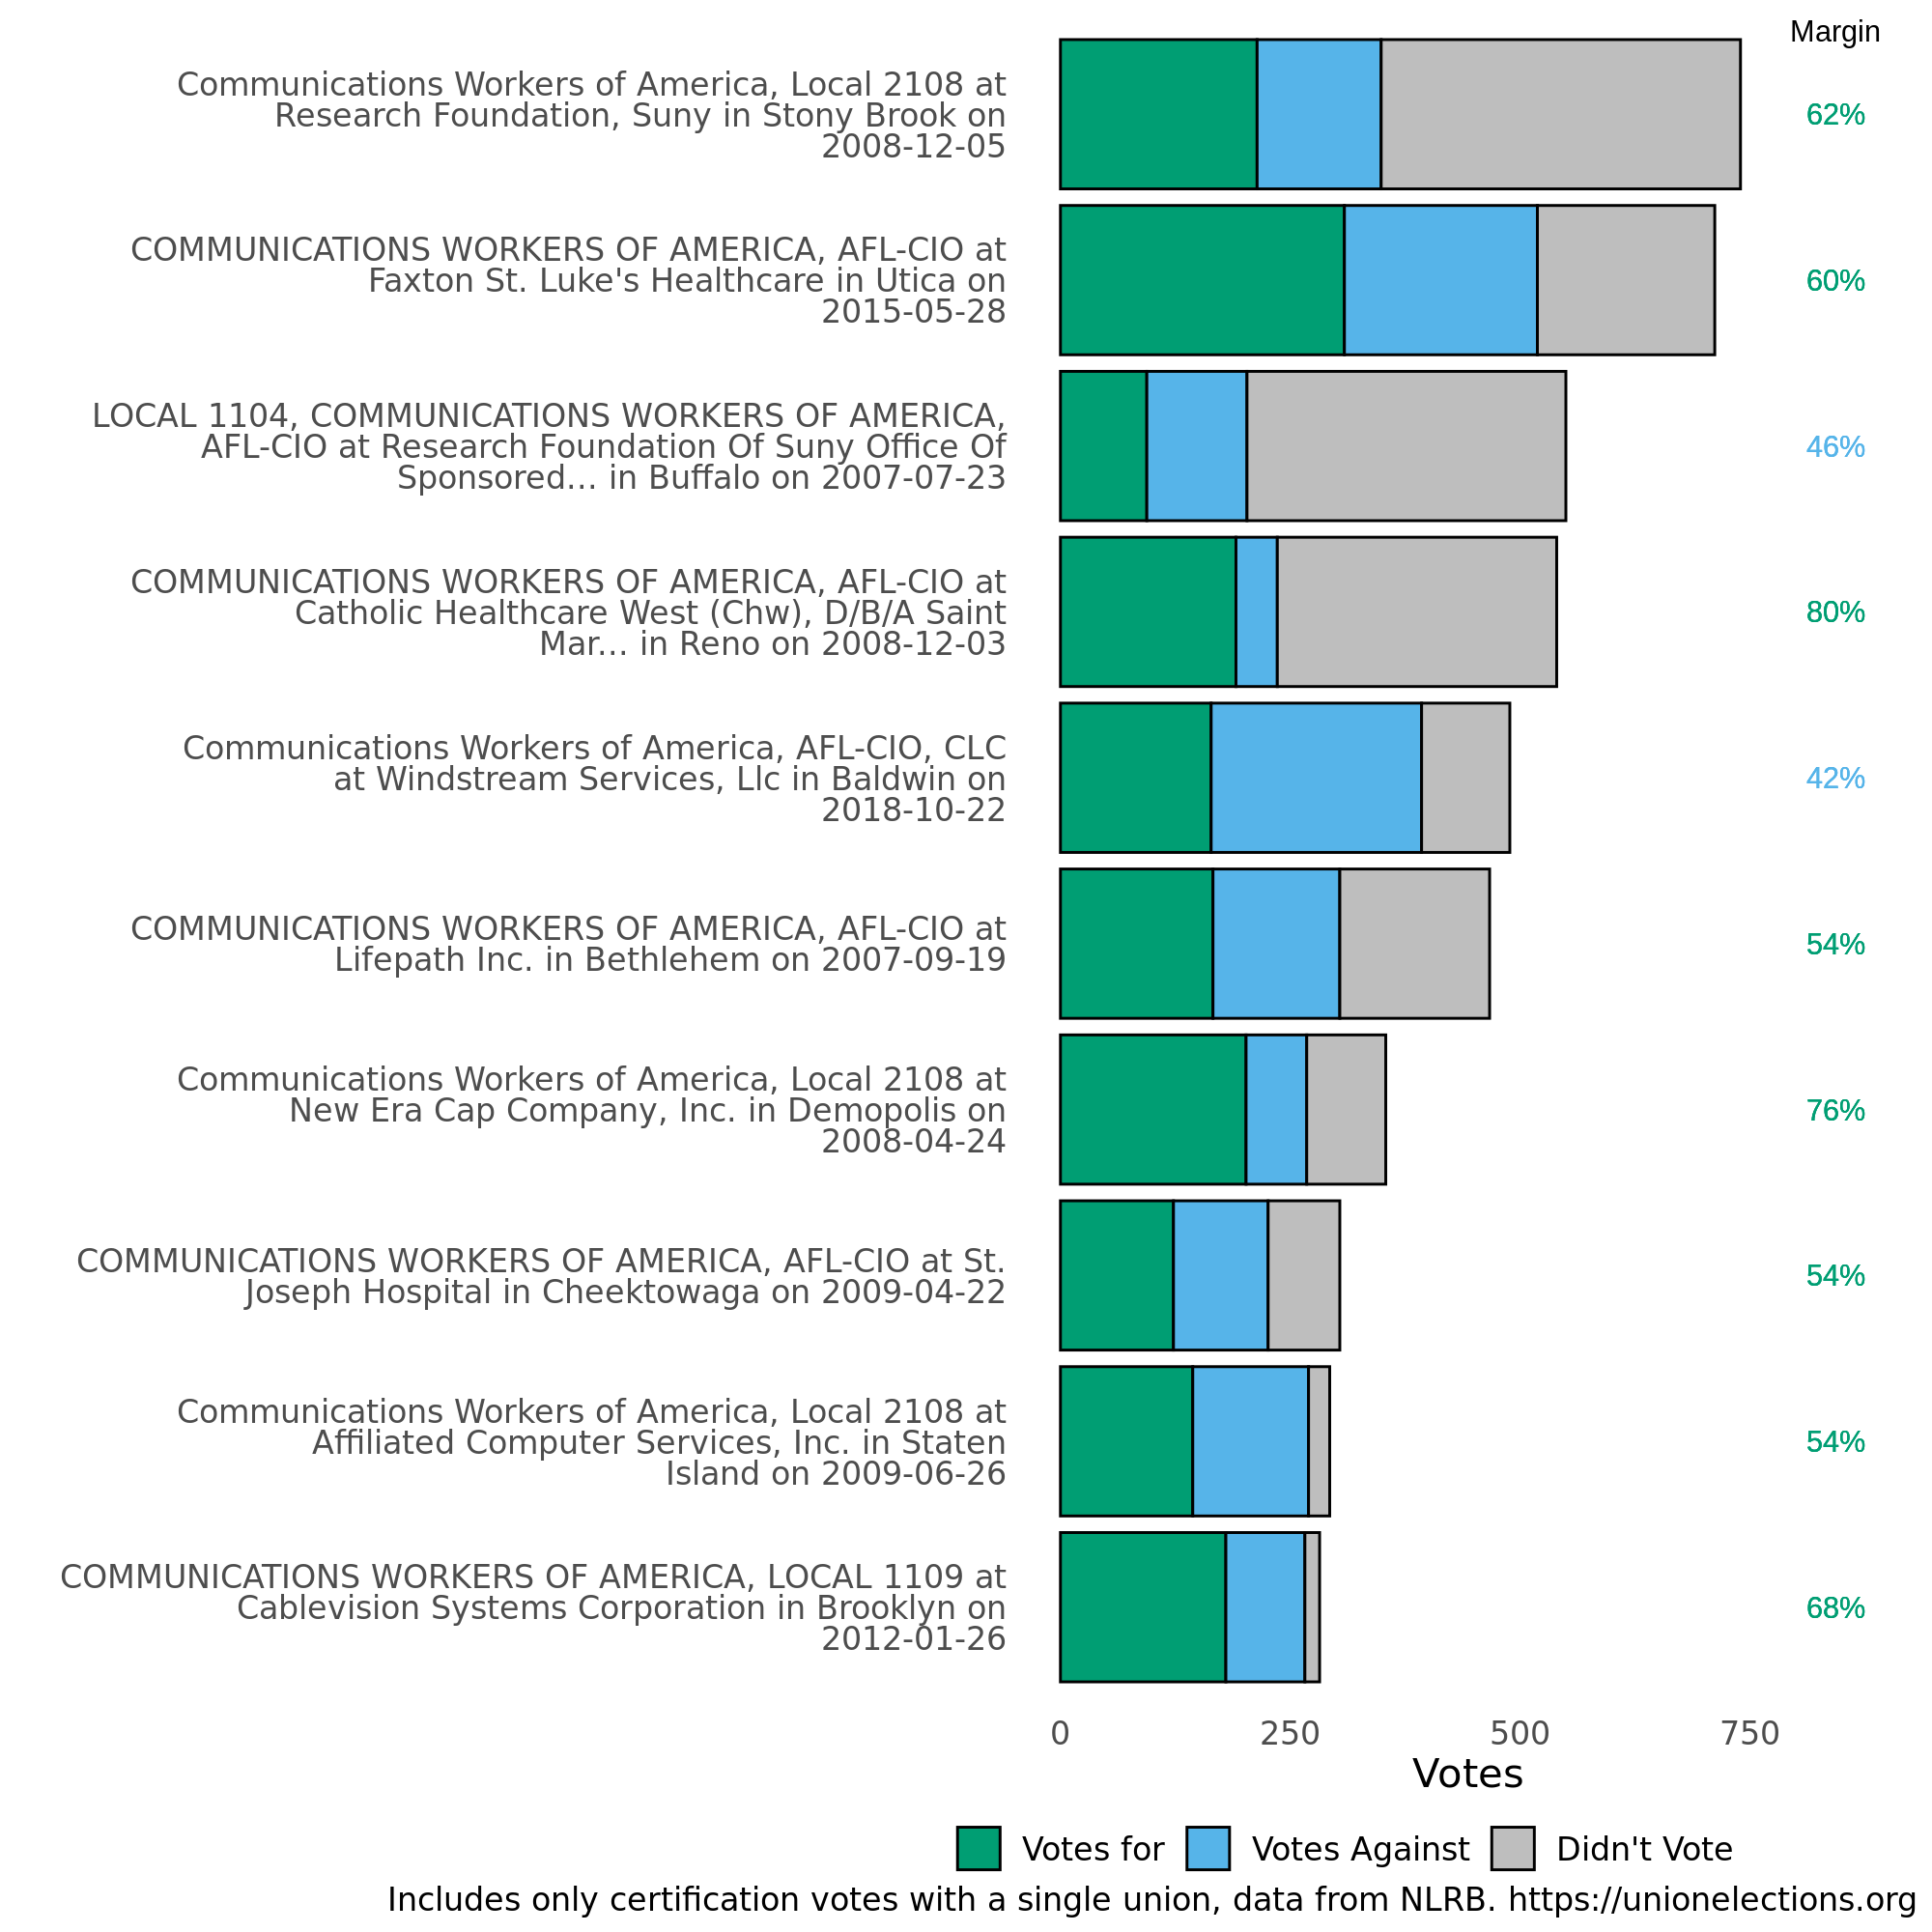 Margin
Communications Workers of America, Local 2108 at
Research Foundation, Suny in Stony Brook on
2008-12-05
62%
COMMUNICATIONS WORKERS OF AMERICA, AFL-CIO at
Faxton St. Luke's Healthcare in Utica on
2015-05-28
60%
LOCAL 1104, COMMUNICATIONS WORKERS OF AMERICA,
AFL-CIO at Research Foundation Of Suny Office Of
Sponsored... in Buffalo on 2007-07-23
46%
COMMUNICATIONS WORKERS OF AMERICA, AFL-CIO at
Catholic Healthcare West (Chw), D/B/A Saint
Mar... in Reno on 2008-12-03
80%
Communications Workers of America, AFL-CIO, CLC
at Windstream Services, Llc in Baldwin on
2018-10-22
42%
COMMUNICATIONS WORKERS OF AMERICA, AFL-CIO at
Lifepath Inc. in Bethlehem on 2007-09-19
54%
Communications Workers of America, Local 2108 at
New Era Cap Company, Inc. in Demopolis on
2008-04-24
76%
COMMUNICATIONS WORKERS OF AMERICA, AFL-CIO at St.
Joseph Hospital in Cheektowaga on 2009-04-22
54%
Communications Workers of America, Local 2108 at
Affiliated Computer Services, Inc. in Staten
Island on 2009-06-26
54%
COMMUNICATIONS WORKERS OF AMERICA, LOCAL 1109 at
Cablevision Systems Corporation in Brooklyn on
2012-01-26
68%
0 250 500 750
Votes
Votes for Votes Against Didn't Vote
Includes only certification votes with a single union, data from NLRB. https://unionelections.org